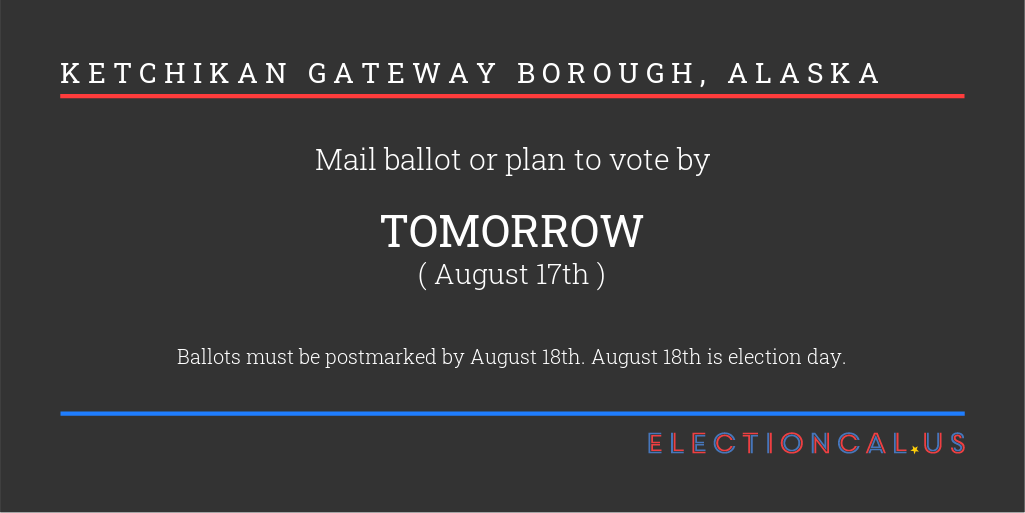 KETCHIKAN GATEWAY BOROUGH, ALASKA
Mail ballot or plan to vote by
TOMORROW
( August 17th )
Ballots must be postmarked by August 18th. August 18th is election day.
ELECTIONCAL.US